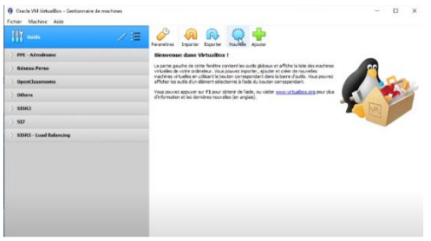 Oracle VM VirtualBox - Gestionnaire de machines
Fichier Machine Aide
Outils
Paramètres Importer Exporter Nouvelle Ajouter
Bienvenue dans VirtualBox !
La partie gauche de cette fenêtre contient les outils globaux et affiche la liste des machines
virtuelles de votre ordinateur. Vous pouvez importer, ajouter et créer de nouvelles
machines virtuelles en utilisant le bouton correspondant dans la barre d'outils. Vous pouvez
afficher les outils d'un élément sélectionné à l'aide du bouton correspondant.
Vous pouvez appuyer sur F1 pour obtenir de l'aide, ou visiter www.virtualbox.org pour plus
d'information et les dernières nouvelles (en anglais).
PPE - Aérodrome
Réseau Perso
OpenClassrooms
Others
SISR3
SI7
SISR3 - Load Balancing